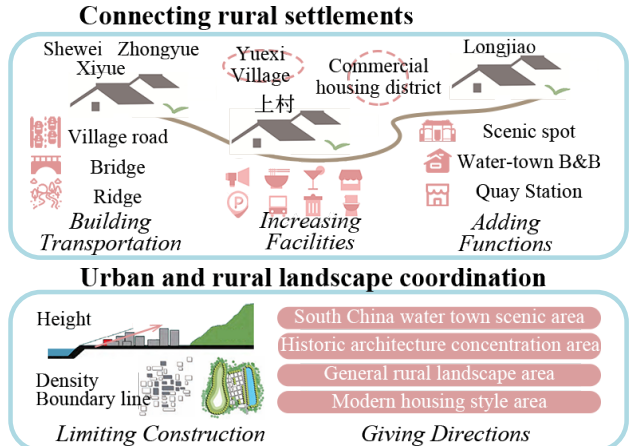 Connecting rural settlements
Shewei Zhongyue
Xiyue
Yuexi
Village
上村
Commercial
housing district
Longjiao
Village road
Bridge
Ridge
P
Scenic spot
Water-town B&B
Quay Station
Building
Transportation
Increasing
Facilities
Adding
Functions
Urban and rural landscape coordination
Height
Density
Boundary line
South China water town scenic area
Historic architecture concentration area
General rural landscape area
Modern housing style area
Limiting Construction
Giving Directions